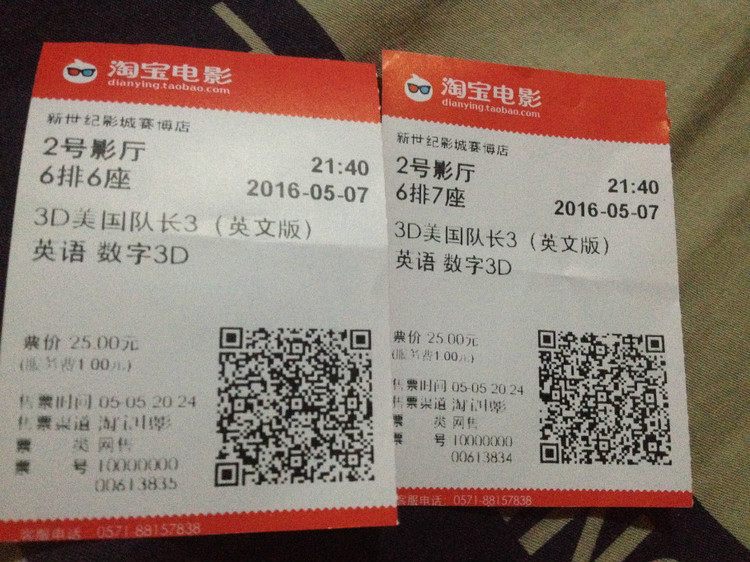 淘宝电影
dianying.taobao.com
新世纪影城赛博店
2号影厅
21:40
6排6座
2016-05-07
3D美国队长3（英文版）
英语 数字3D
票价 25.00元
(服务费1.00元)
售票时间 05-05 20:24
售票渠道 淘宝电影
票 类 网售
票 号 10000000
00613835
客服电话：0571-88157838
淘宝电影
dianying.taobao.com
新世纪影城赛博店
2号影厅
21:40
6排7座
2016-05-07
3D美国队长3（英文版）
英语 数字3D
票价 25.00元
(服务费1.00元)
售票时间 05-05 20:24
售票渠道 淘宝电影
票 类 网售
票 号 10000000
00613834
客服电话：0571-88157838